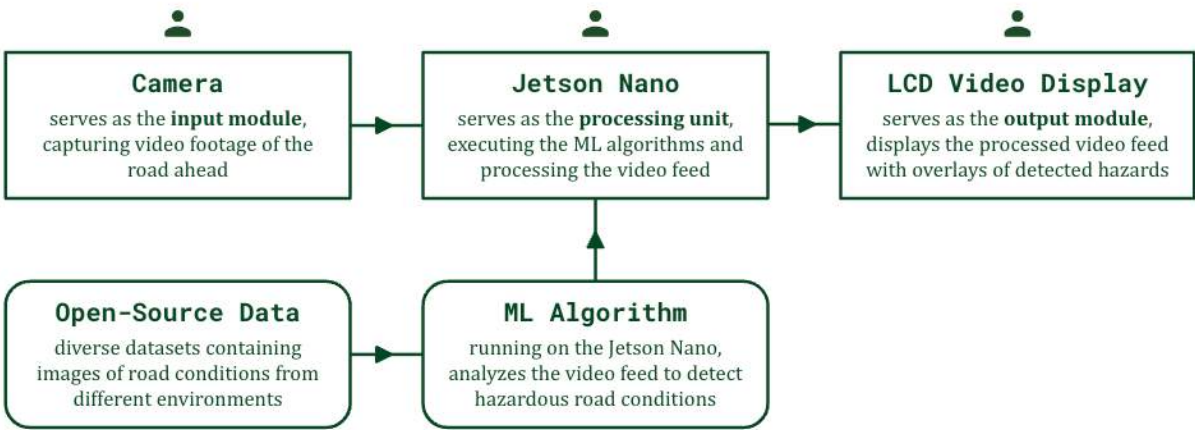 Camera
serves as the input module,
capturing video footage of the
road ahead
Jetson Nano
serves as the processing unit,
executing the ML algorithms and
processing the video feed
LCD Video Display
serves as the output module,
displays the processed video feed
with overlays of detected hazards
Open-Source Data
diverse datasets containing
images of road conditions from
different environments
ML Algorithm
running on the Jetson Nano,
analyzes the video feed to detect
hazardous road conditions